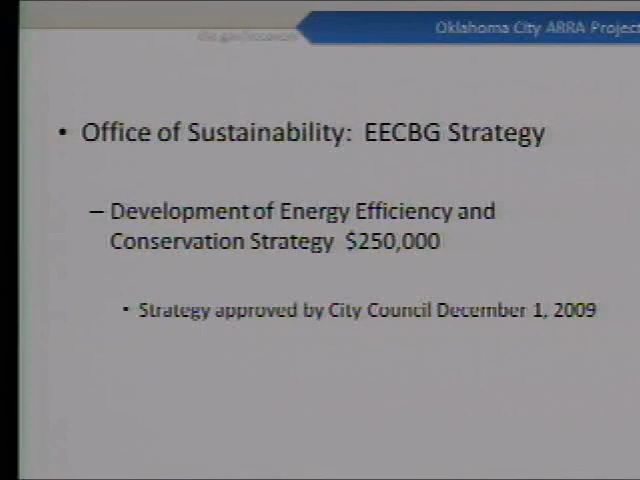 Oklahoma City ARRA Project
• Office of Sustainability: EECBG Strategy
– Development of Energy Efficiency and
Conservation Strategy $250,000
• Strategy approved by City Council December 1, 2009